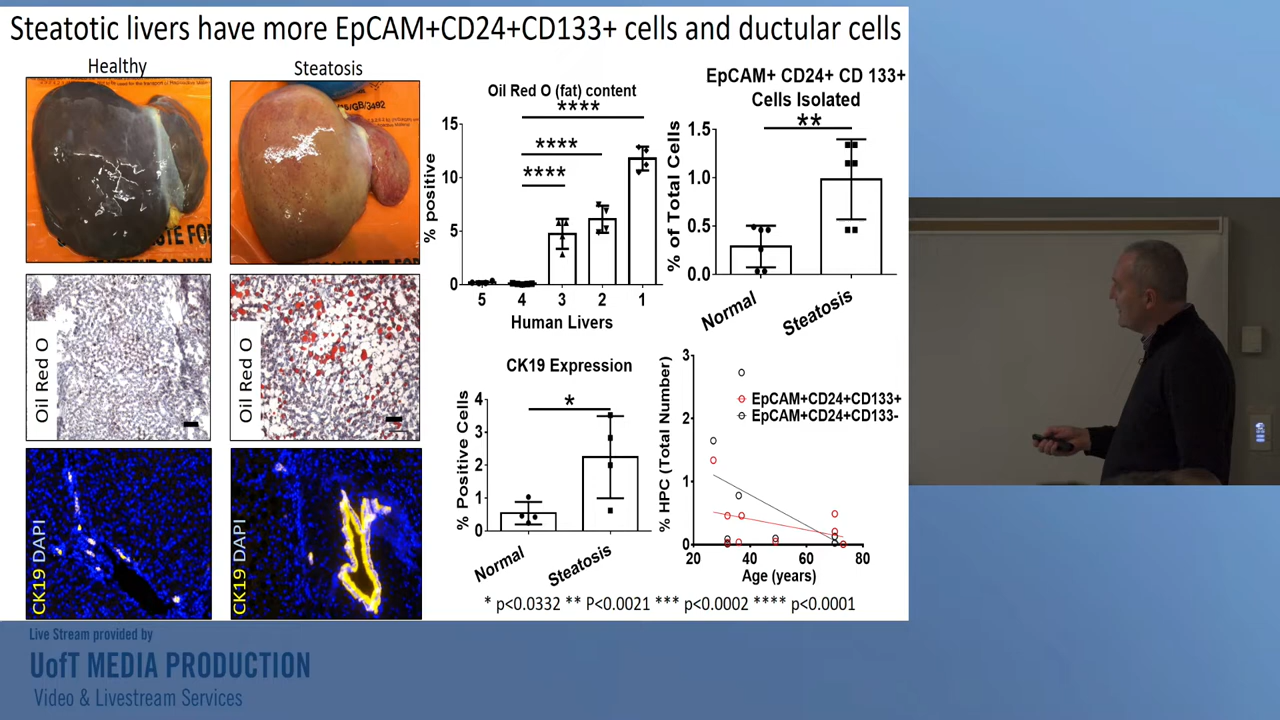 Steatotic livers have more EpCAM+CD24+CD133+ cells and ductular cells
Healthy
Steatosis
/GB/3492
Oil Red O
Oil Red O
CK19 DAPI
CK19 DAPI
Oil Red O (fat) content
****
****
****
% positive
15
10
5
0
5 4 3 2 1
Human Livers
EpCAM+ CD24+ CD 133+
Cells Isolated
**
% of Total Cells
1.5
1.0
0.5
0.0
Normal
Steatosis
CK19 Expression
*
% Positive Cells
4
3
2
1
0
Normal
Steatosis
% HPC (Total Number)
3
2
1
0
EpCAM+CD24+CD133+
EpCAM+CD24+CD133-
20 40 60 80
Age (years)
* p<0.0332 ** P<0.0021 *** p<0.0002 **** p<0.0001
Live Stream provided by
UofT MEDIA PRODUCTION
Video & Livestream Services